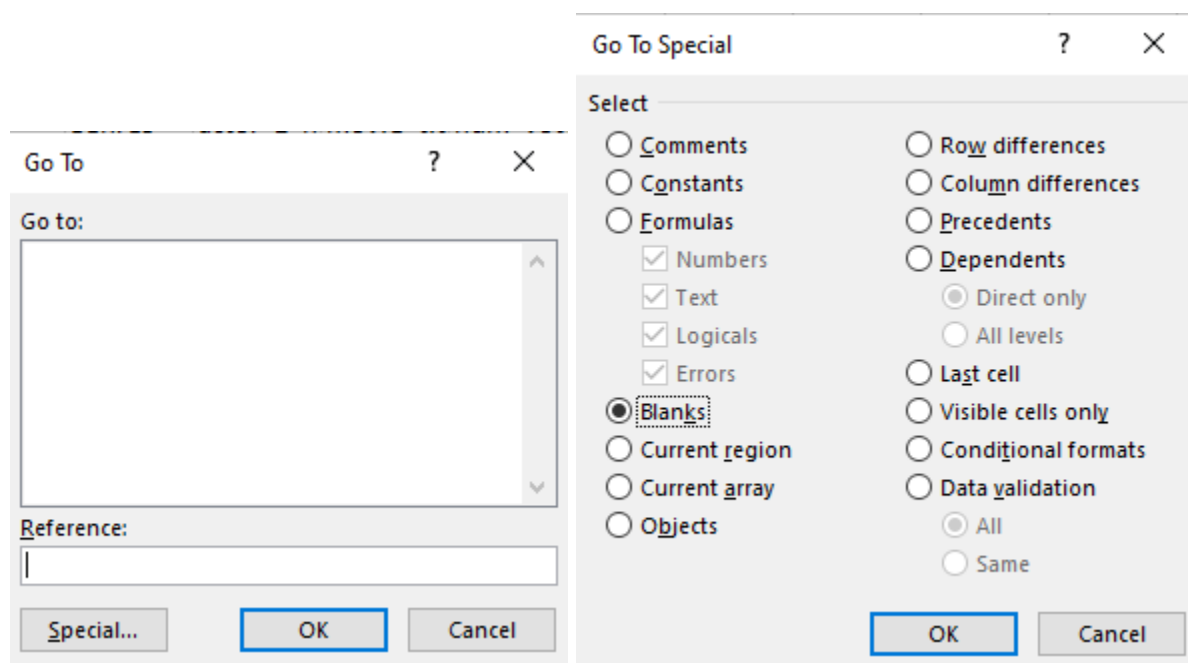 Go To
?
Go to:
Reference:
Special...
OK
Cancel
Go To Special
?
Select
Comments
Constants
Formulas
Numbers
Text
Logicals
Errors
Blanks
Current region
Current array
Objects
Row differences
Column differences
Precedents
Dependents
Direct only
All levels
Last cell
Visible cells only
Conditional formats
Data validation
All
Same
OK
Cancel